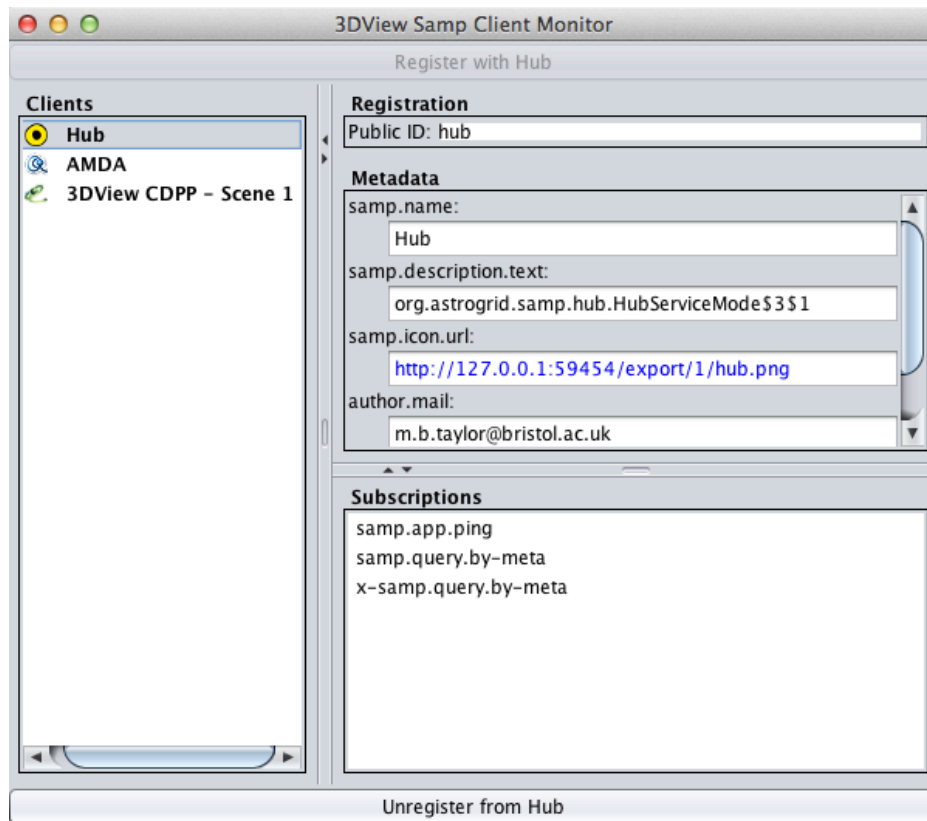 3DView Samp Client Monitor
Register with Hub
Clients
Hub
AMDA
3DView CDPP – Scene 1
Registration
Public ID: hub
Metadata
samp.name:
Hub
samp.description.text:
org.astrogrid.samp.hub.HubServiceMode$3$1
samp.icon.url:
http://127.0.0.1:59454/export/1/hub.png
author.mail:
m.b.taylor@bristol.ac.uk
Subscriptions
samp.app.ping
samp.query.by-meta
x-samp.query.by-meta
Unregister from Hub